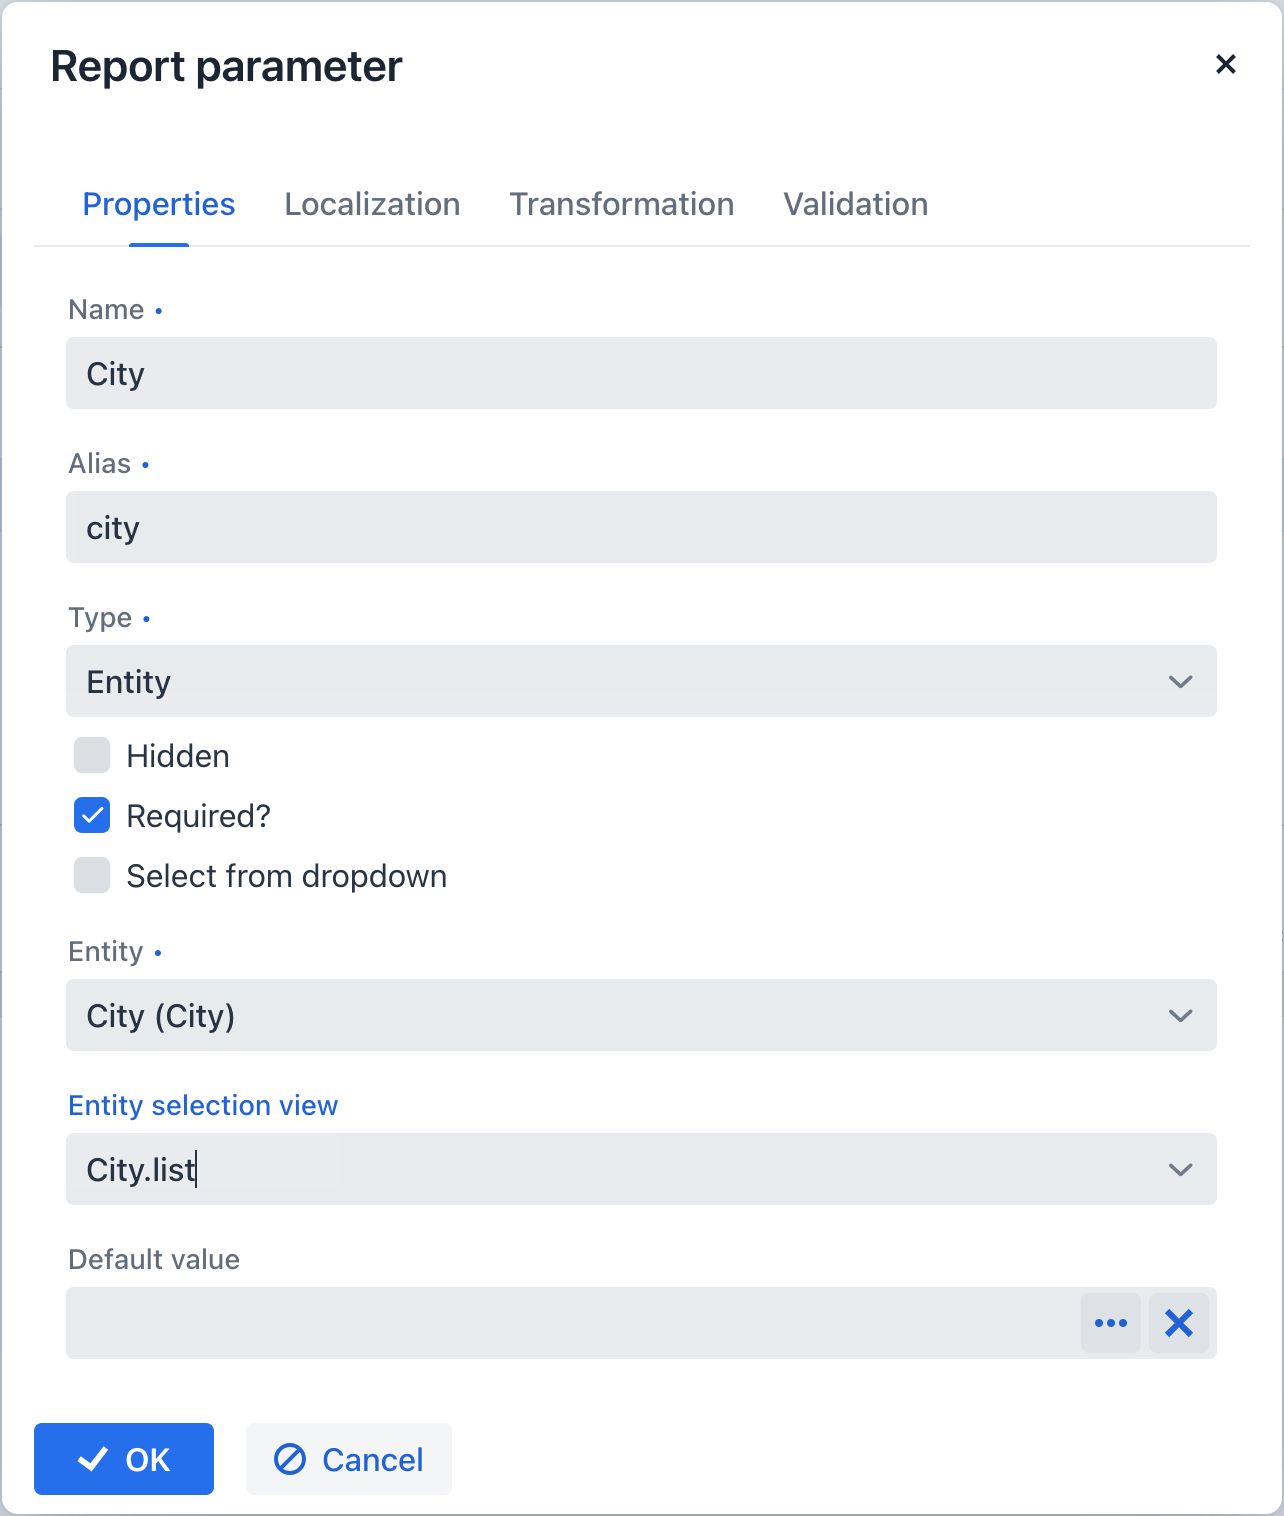 Report parameter
Properties Localization Transformation Validation
Name •
City
Alias •
city
Type •
Entity
Hidden
Required?
Select from dropdown
Entity •
City (City)
Entity selection view
City.list
Default value
OK Cancel